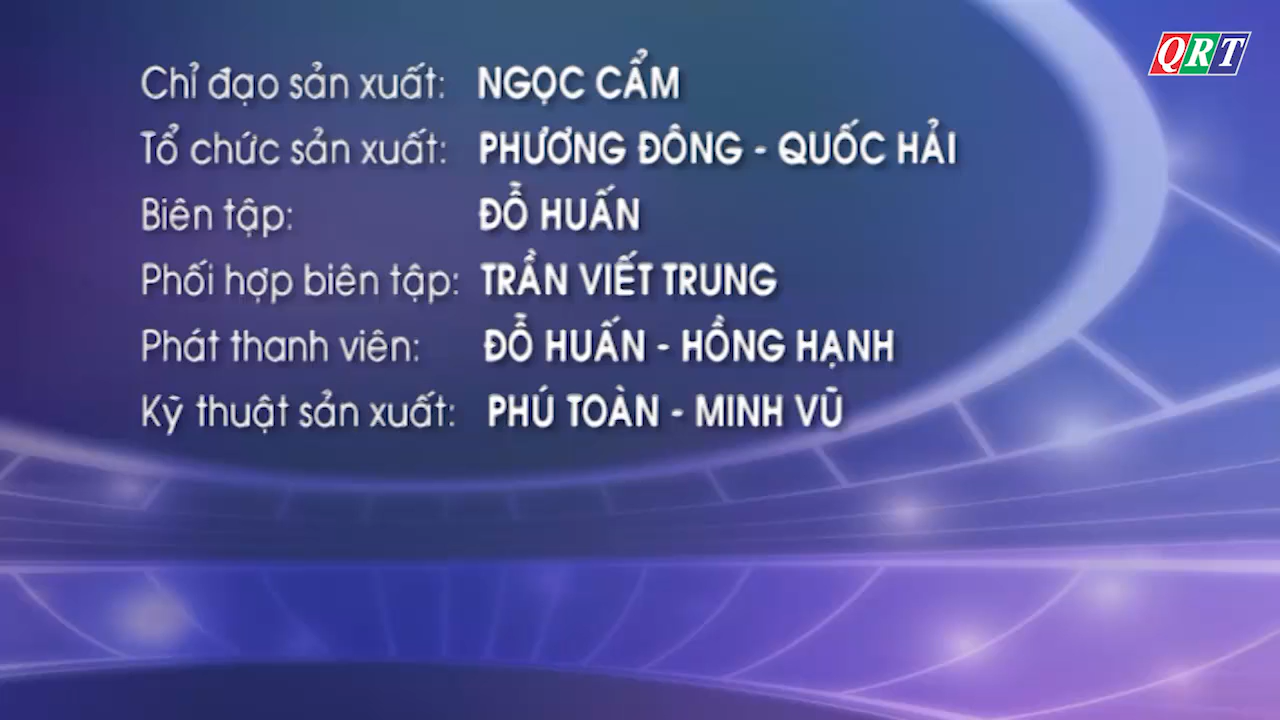 QRT
Chỉ đạo sản xuất: NGỌC CẨM
Tổ chức sản xuất: PHƯƠNG ĐÔNG - QUỐC HẢI
Biên tập: ĐỖ HUẤN
Phối hợp biên tập: TRẦN VIẾT TRUNG
Phát thanh viên: ĐỖ HUẤN - HỒNG HẠNH
Kỹ thuật sản xuất: PHÚ TOÀN - MINH VŨ